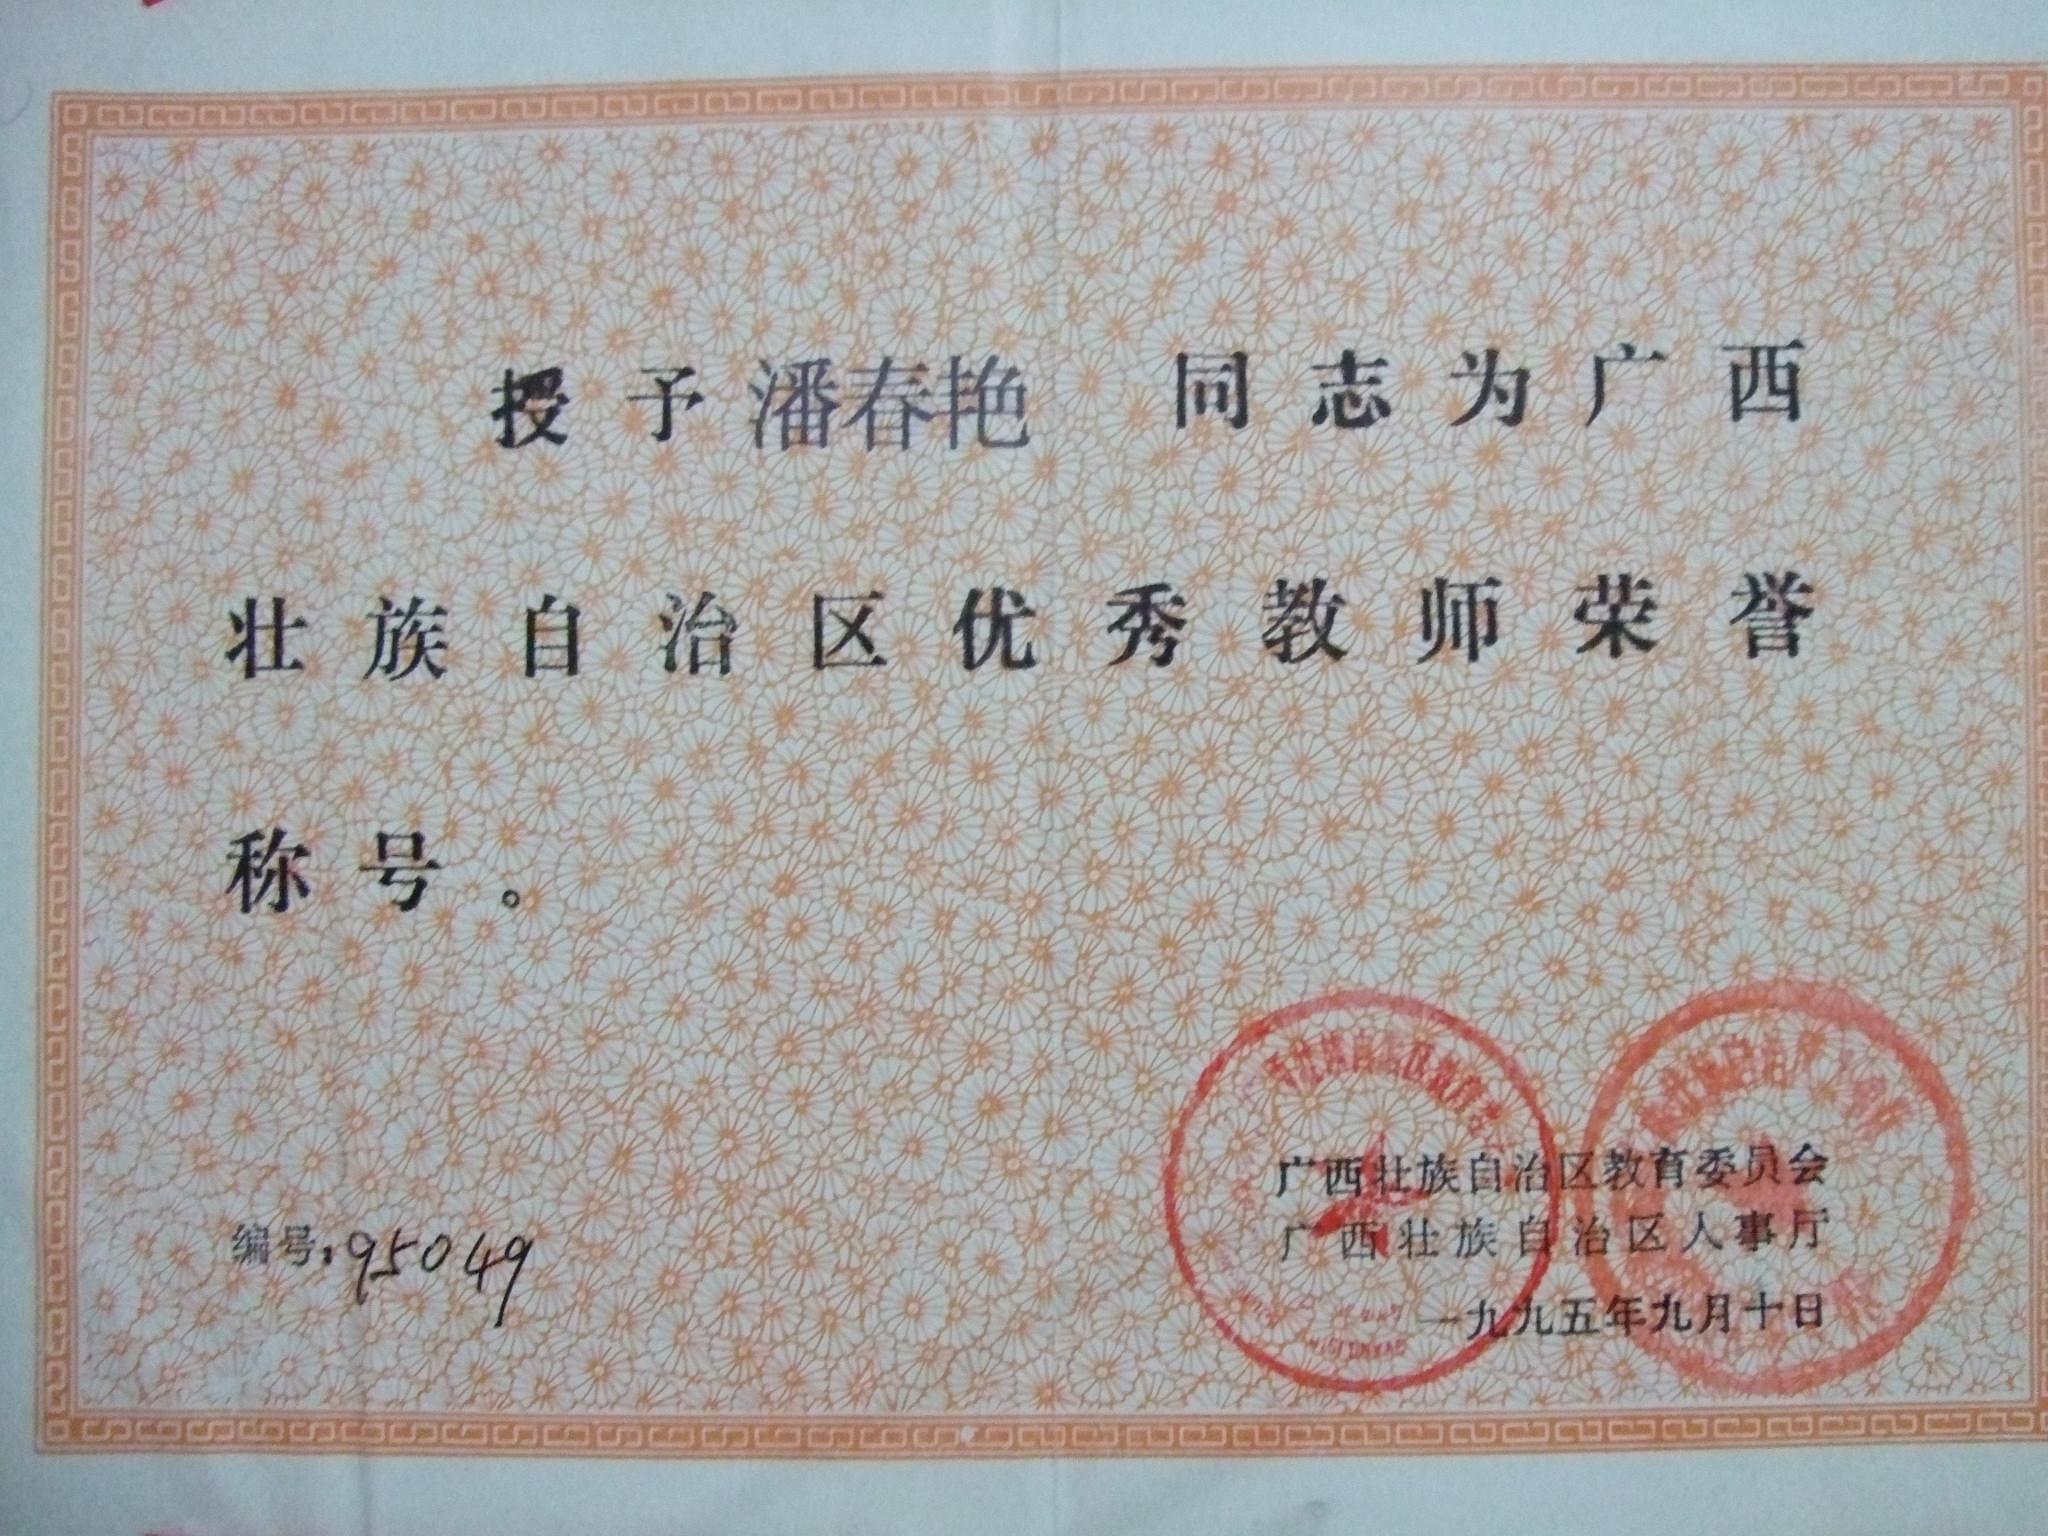 授予潘春艳 同志为广西
壮族自治区优秀教师荣誉
称号。
广西壮族自治区教育委员会
广西壮族自治区人事厅
编号:95049
一九九五年九月十日